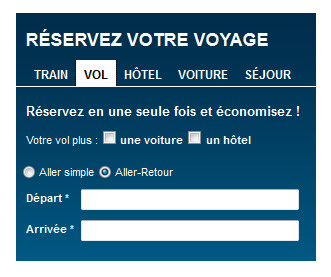 RÉSERVEZ VOTRE VOYAGE
TRAIN VOL HÔTEL VOITURE SÉJOUR
Réservez en une seule fois et économisez !
Votre vol plus : une voiture un hôtel
Aller simple Aller-Retour
Départ *
Arrivée *